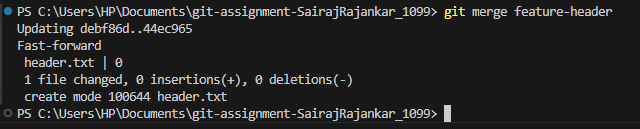 PS C:\Users\HP\Documents\git-assignment-SairajRajankar_1099> git merge feature-header
Updating debf86d..44ec965
Fast-forward
 header.txt | 0
 1 file changed, 0 insertions(+), 0 deletions(-)
 create mode 100644 header.txt
PS C:\Users\HP\Documents\git-assignment-SairajRajankar_1099>